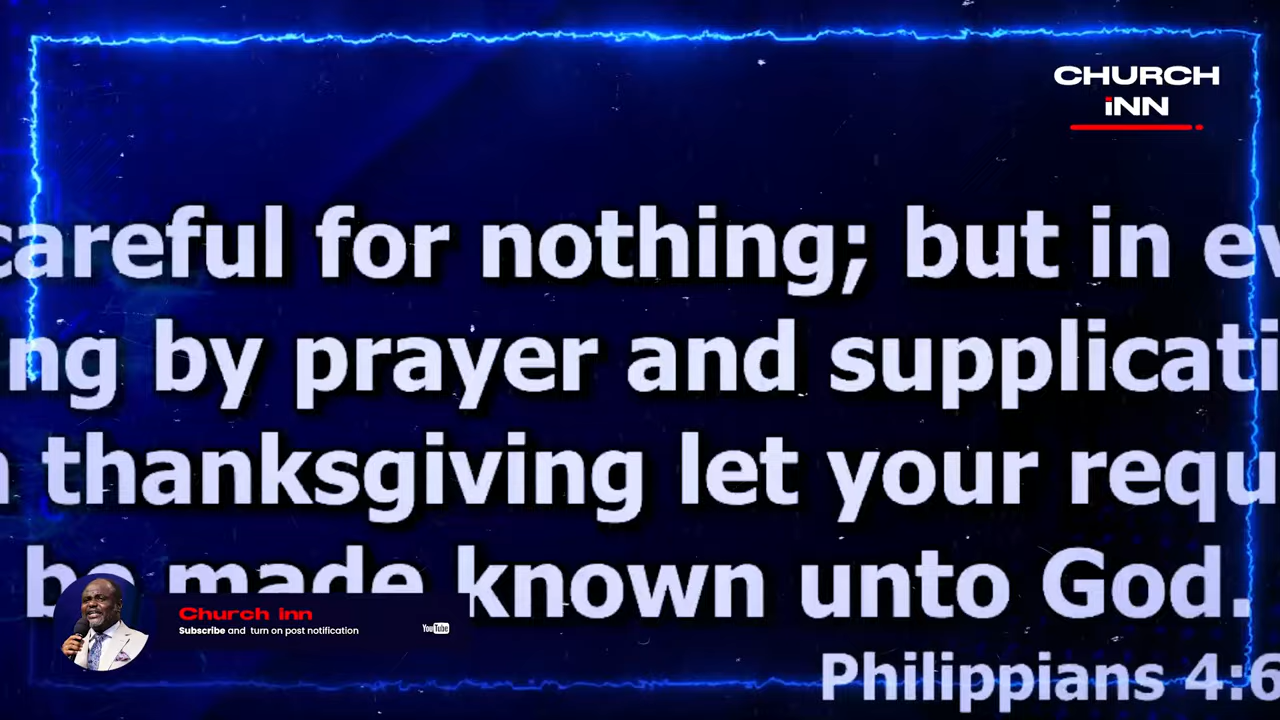 CHURCH
iNN
careful for nothing; but in ev
ng by prayer and supplicati
thanksgiving let your requ
be made known unto God.
Church inn
Subscribe and turn on post notification
YouTube
Philippians 4:6